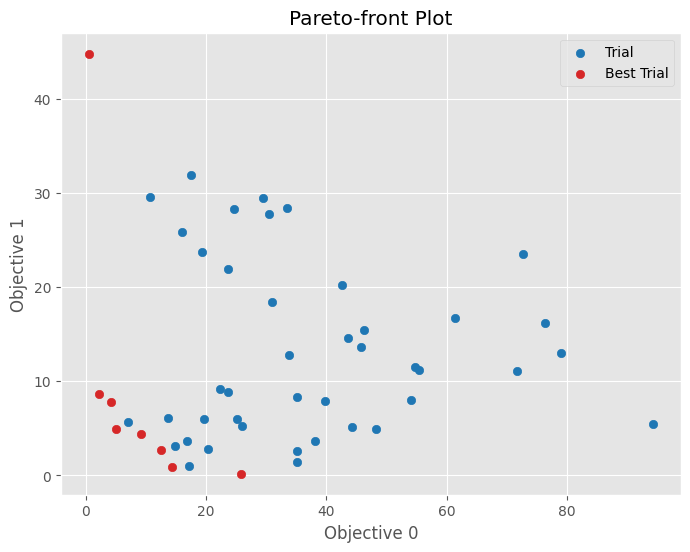 Pareto-front Plot
Trial
Best Trial
Objective 1
40
30
20
10
0
0 20 40 60 80
Objective 0